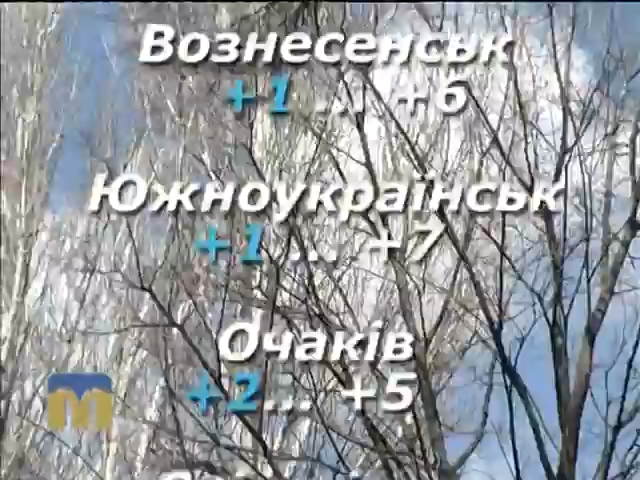 Вознесенськ
+1 ... +6
Южноукраїнськ
+1 ... +7
Очаків
+2... +5
m